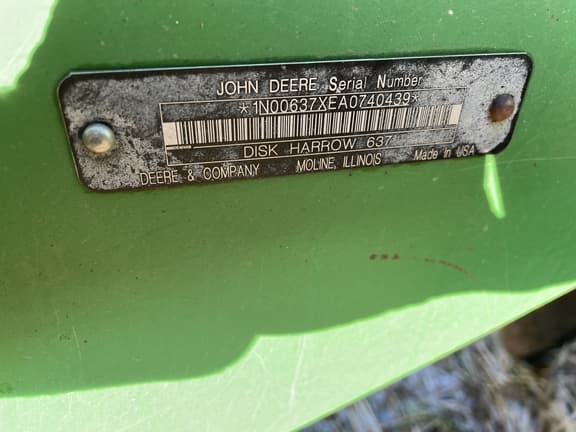 JOHN DEERE Serial Number
*1N00637XEA0740439*
DISK HARROW 637
DEERE & COMPANY MOLINE, ILLINOIS Made in USA